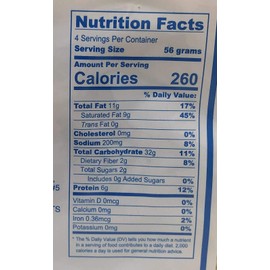 Nutrition Facts
4 Servings Per Container
Serving Size 56 grams
Amount Per Serving
Calories 260
% Daily Value:
Total Fat 11g 17%
Saturated Fat 9g 45%
Trans Fat 0g
Cholesterol 0mg 0%
Sodium 200mg 8%
Total Carbohydrate 32g 11%
Dietary Fiber 2g 8%
Total Sugars 2g
Includes 0g Added Sugars 0%
Protein 6g 12%
Vitamin D 0mcg 0%
Calcium 0mg 0%
Iron 0.36mcg 2%
Potassium 0mg 0%
* The % Daily Value (DV) tells you how much a nutrient
in a serving of food contributes to a daily diet. 2,000
calories a day is used for general nutrition advice.